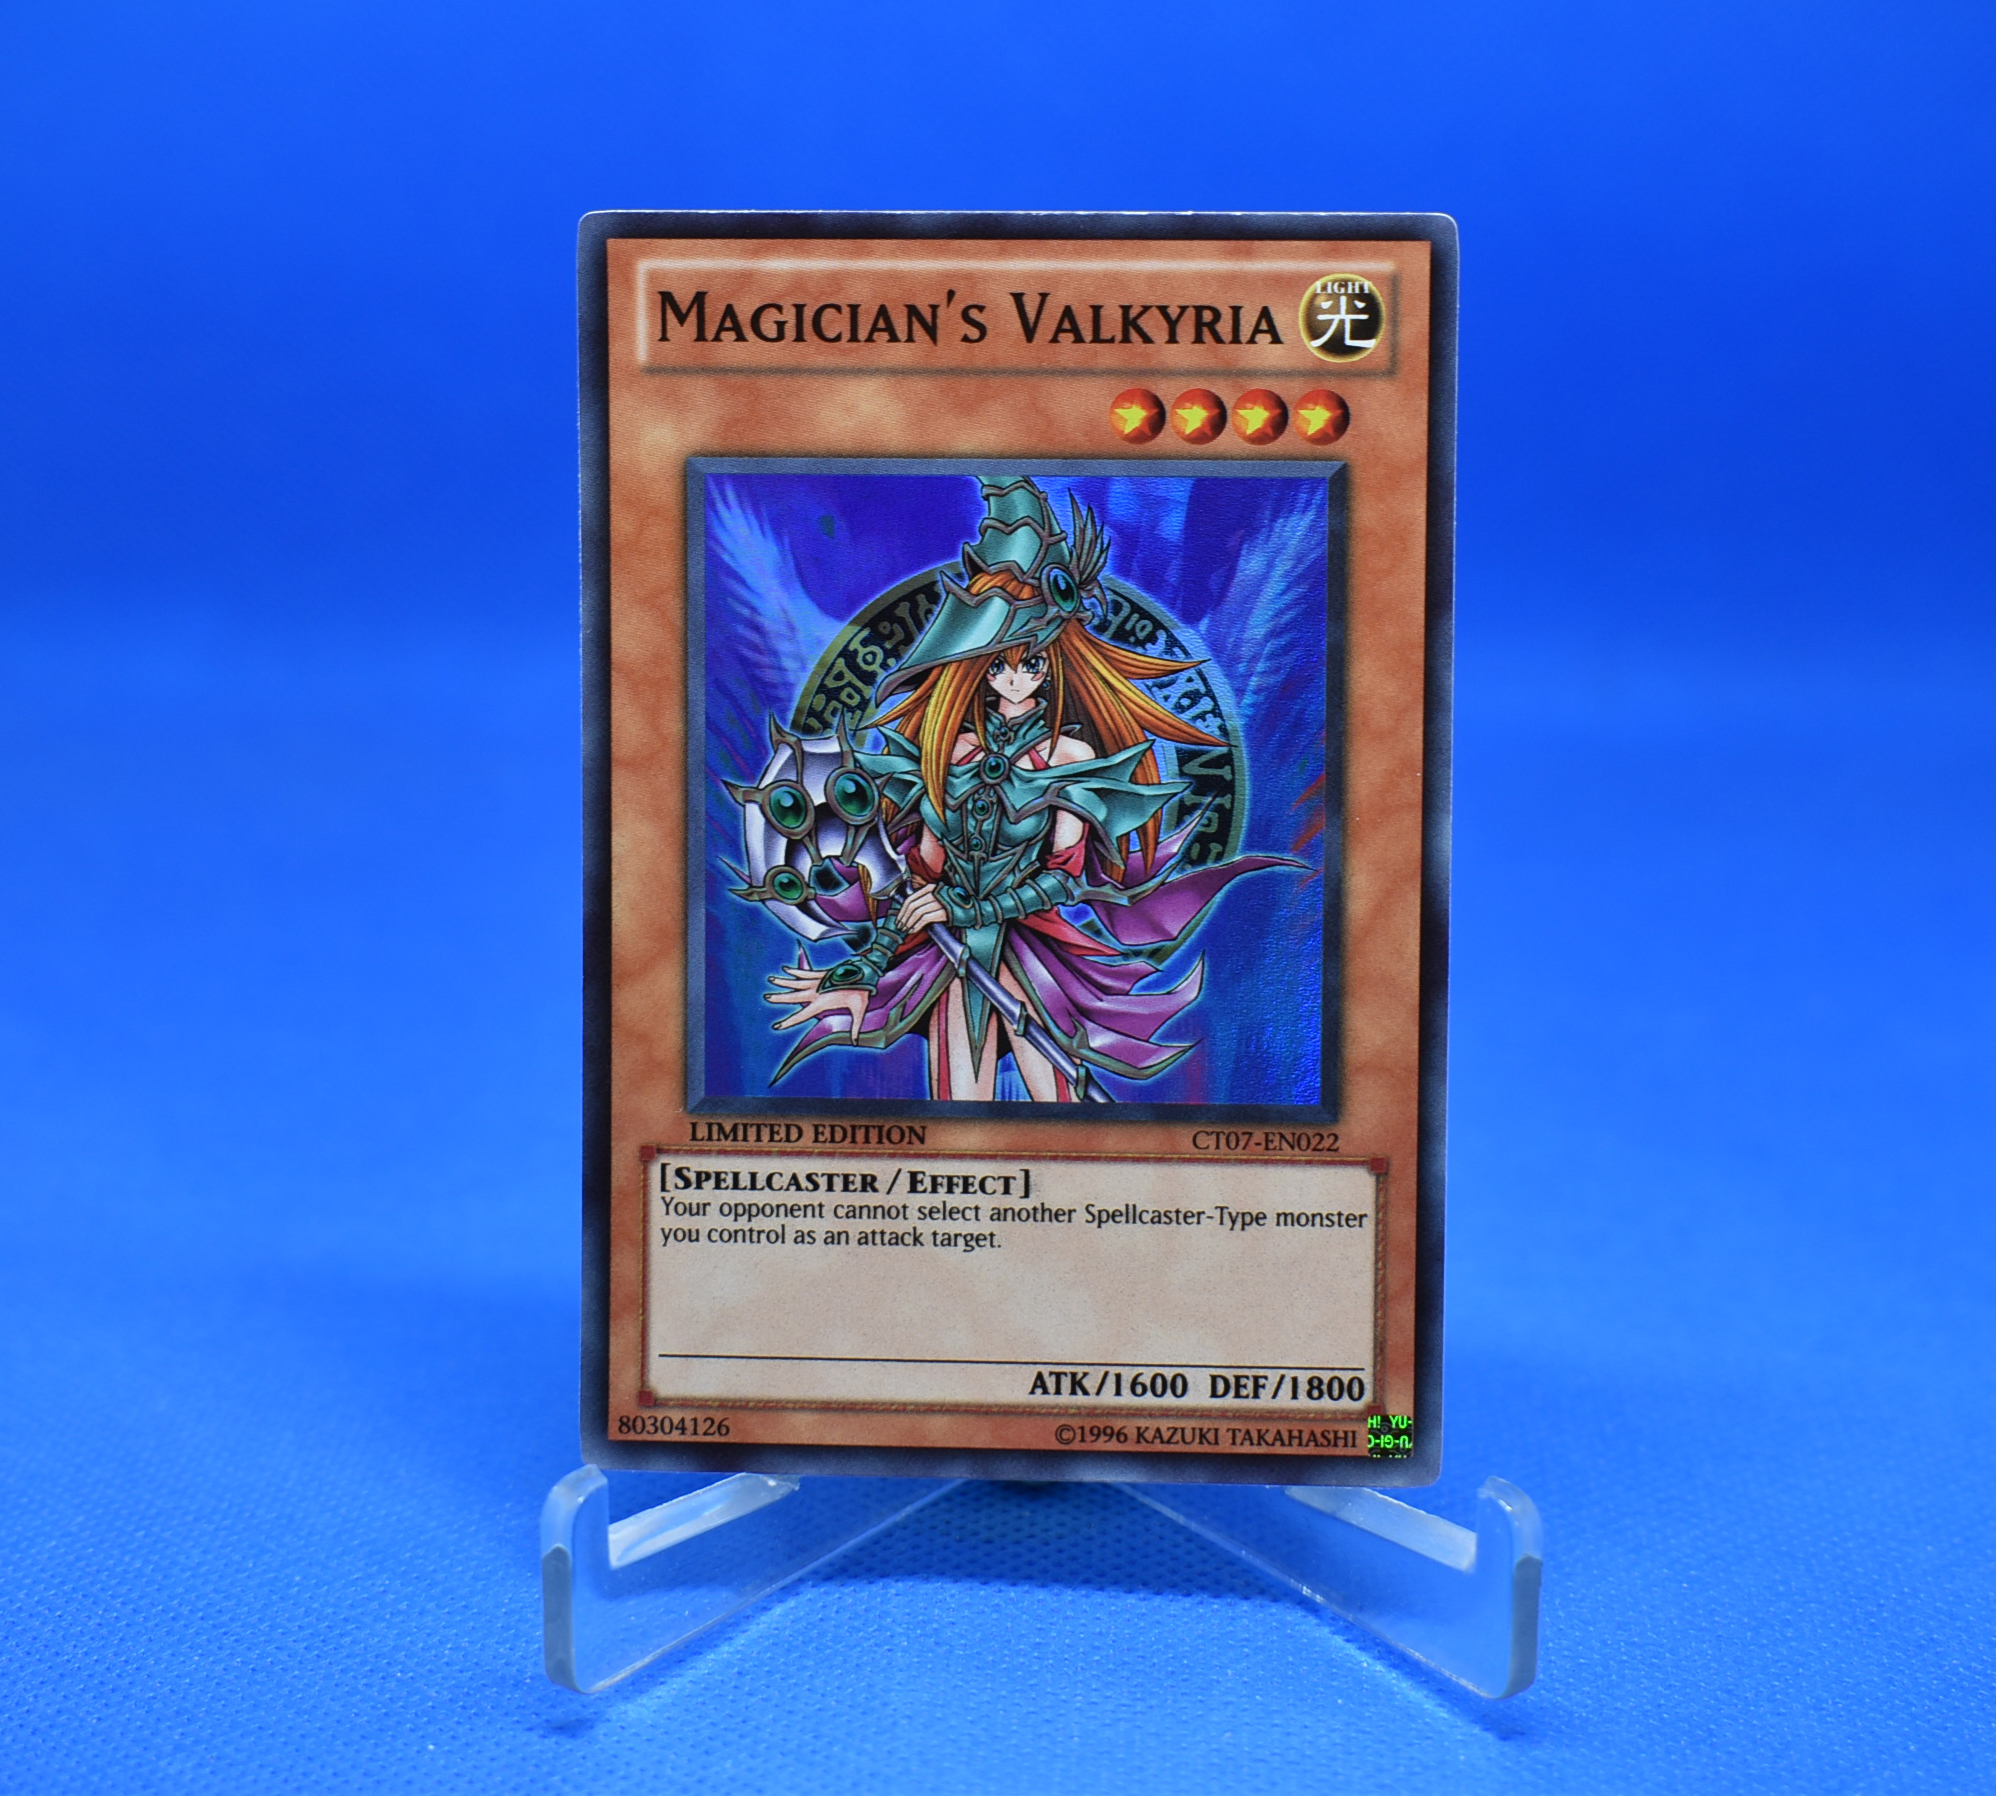 MAGICIAN'S VALKYRIA
LIGHT
光
LIMITED EDITION
CT07-EN022
[SPELLCASTER / EFFECT]
Your opponent cannot select another Spellcaster-Type monster
you control as an attack target.
ATK/1600 DEF/1800
80304126
©1996 KAZUKI TAKAHASHI